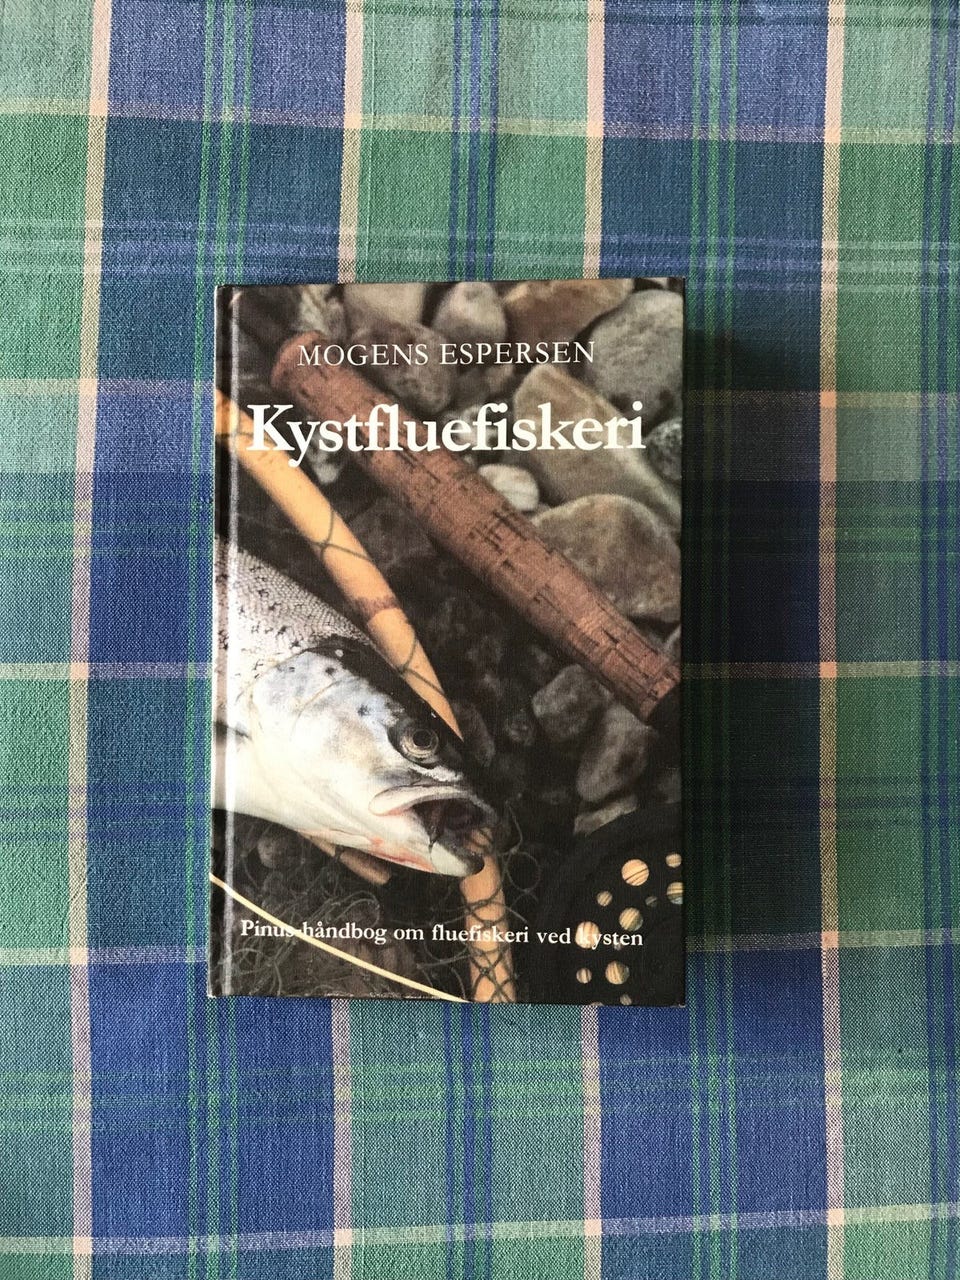 MOGENS ESPERSEN
Kystfluefiskeri
Pinus-håndbog om fluefiskeri ved kysten